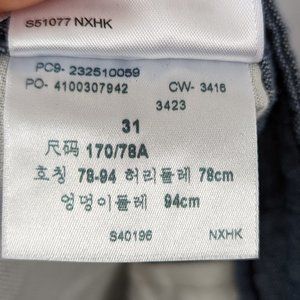 S51077 NXHK
PC9- 232510059
PO- 4100307942 CW- 3416
3423
31
尺码 170/78A
호칭 78-94 허리둘레 78cm
엉덩이둘레 94cm
S40196 NXHK